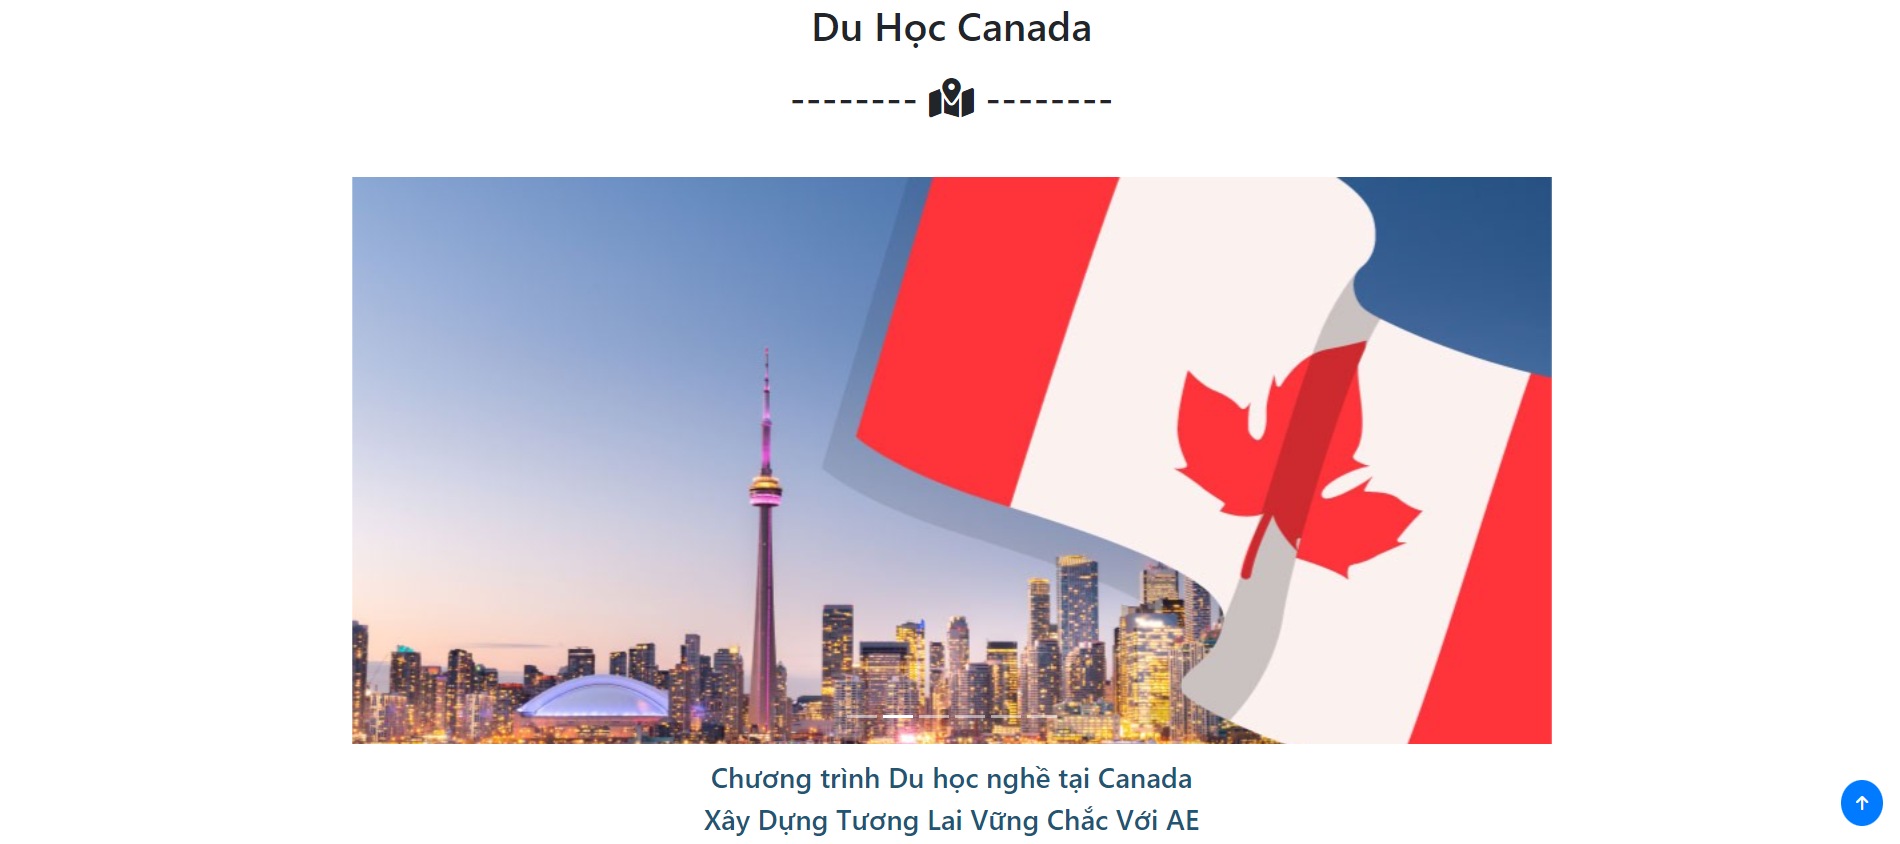 Du Học Canada
Chương trình Du học nghề tại Canada
Xây Dựng Tương Lai Vững Chắc Với AE